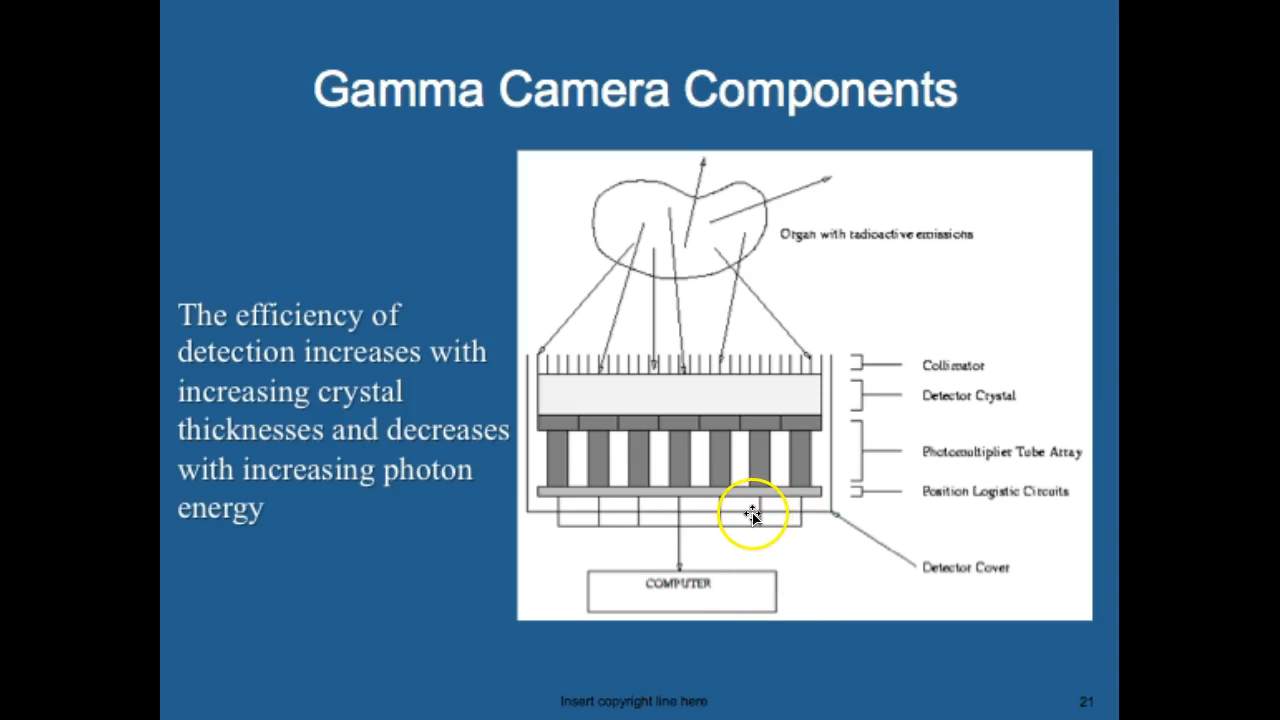 Gamma Camera Components
Organ with radioactive emissions
The efficiency of
detection increases with
increasing crystal
thicknesses and decreases
with increasing photon
energy
Collimator
Detector Crystal
Photomultiplier Tube Array
Position Logistic Circuits
Detector Cover
COMPUTER
Insert copyright line here
21